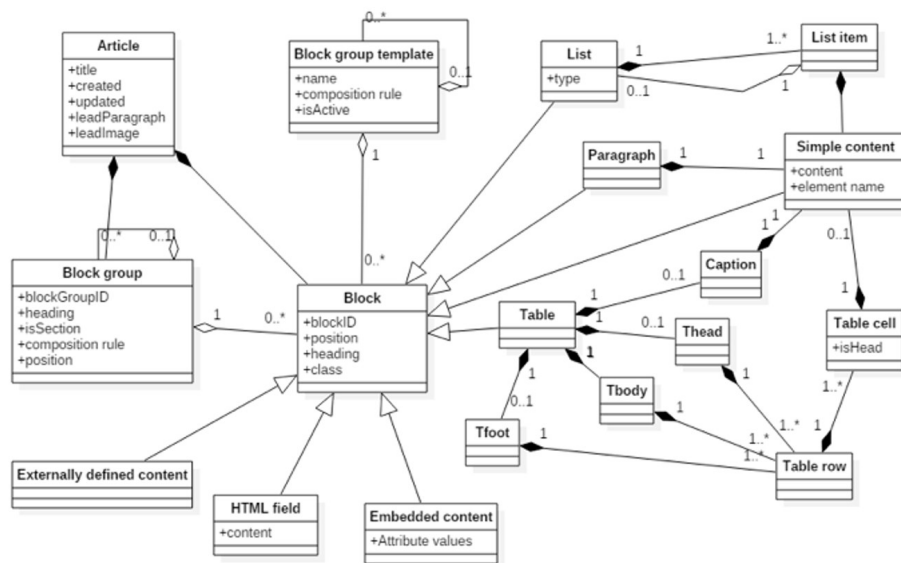 Article
+title
+created
+updated
+leadParagraph
+leadImage
0..*
Block group template
+name
+composition rule
+isActive
0..1
1
0..*
List
+type
1
1..*
0..1
1
List item
Paragraph
1
1
Simple content
+content
+element name
1
1
0..1
0..*
0..1
Block group
+blockGroupID
+heading
+isSection
+composition rule
+position
1
0..*
Block
+blockID
+position
+heading
+class
Caption
0..1
1
Table
1
0..1
Thead
1
1
Table cell
+isHead
1..*
1
1
1
0..1
Tbody
1
1..*
Tfoot
1
1..*
1..*
1
Table row
Externally defined content
HTML field
+content
Embedded content
+Attribute values